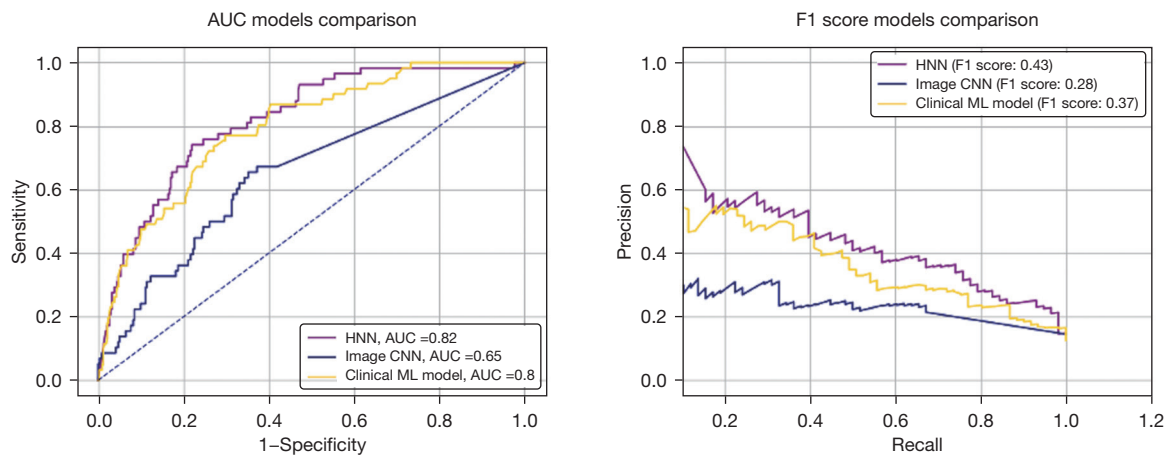 AUC models comparison
1.0
0.8
0.6
0.4
0.2
0.0
Sensitivity
HNN, AUC =0.82
Image CNN, AUC =0.65
Clinical ML model, AUC =0.8
0.0 0.2 0.4 0.6 0.8 1.0
1–Specificity
F1 score models comparison
HNN (F1 score: 0.43)
Image CNN (F1 score: 0.28)
Clinical ML model (F1 score: 0.37)
1.0
0.8
0.6
0.4
0.2
0.0
Precision
0.2 0.4 0.6 0.8 1.0 1.2
Recall